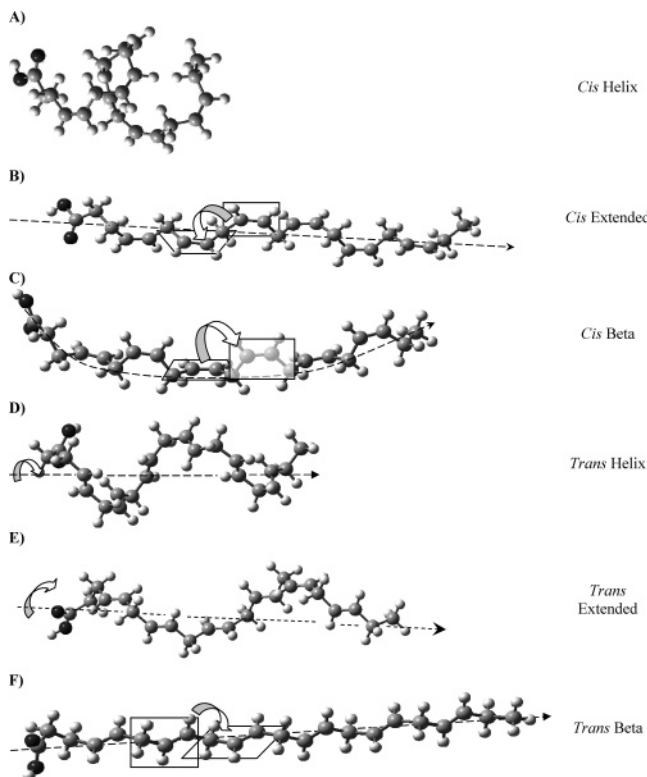 A)
Cis Helix
B)
Cis Extended
C)
Cis Beta
D)
Trans Helix
E)
Trans
Extended
F)
Trans Beta